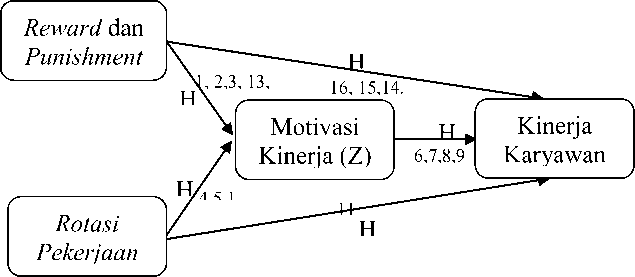 Reward dan
Punishment
H
1, 2,3, 13,
H
16, 15,14.
Motivasi
Kinerja (Z)
H
6,7,8,9
Kinerja
Karyawan
H
4,5,1
11
H
Rotasi
Pekerjaan